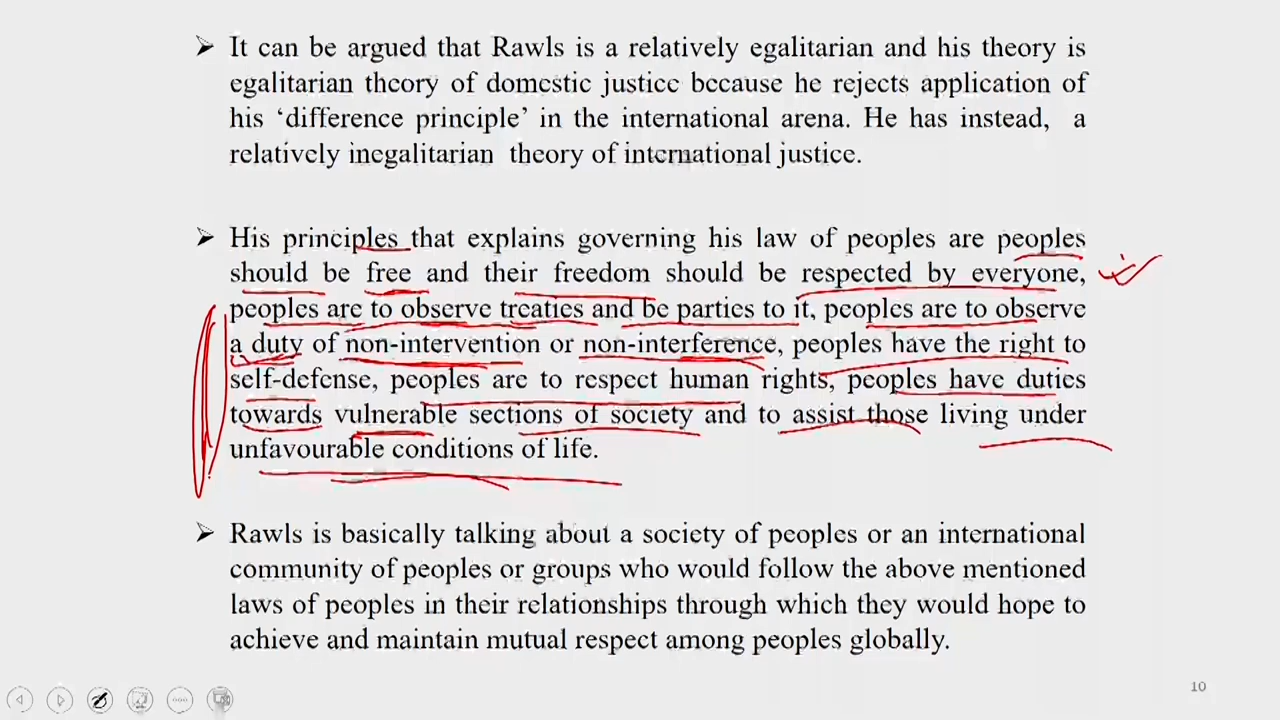 ➤ It can be argued that Rawls is a relatively egalitarian and his theory is
egalitarian theory of domestic justice because he rejects application of
his ‘difference principle’ in the international arena. He has instead, a
relatively inegalitarian theory of international justice.
➤ His principles that explains governing his law of peoples are peoples
should be free and their freedom should be respected by everyone,
peoples are to observe treaties and be parties to it, peoples are to observe
a duty of non-intervention or non-interference, peoples have the right to
self-defense, peoples are to respect human rights, peoples have duties
towards vulnerable sections of society and to assist those living under
unfavourable conditions of life.
➤ Rawls is basically talking about a society of peoples or an international
community of peoples or groups who would follow the above mentioned
laws of peoples in their relationships through which they would hope to
achieve and maintain mutual respect among peoples globally.
10